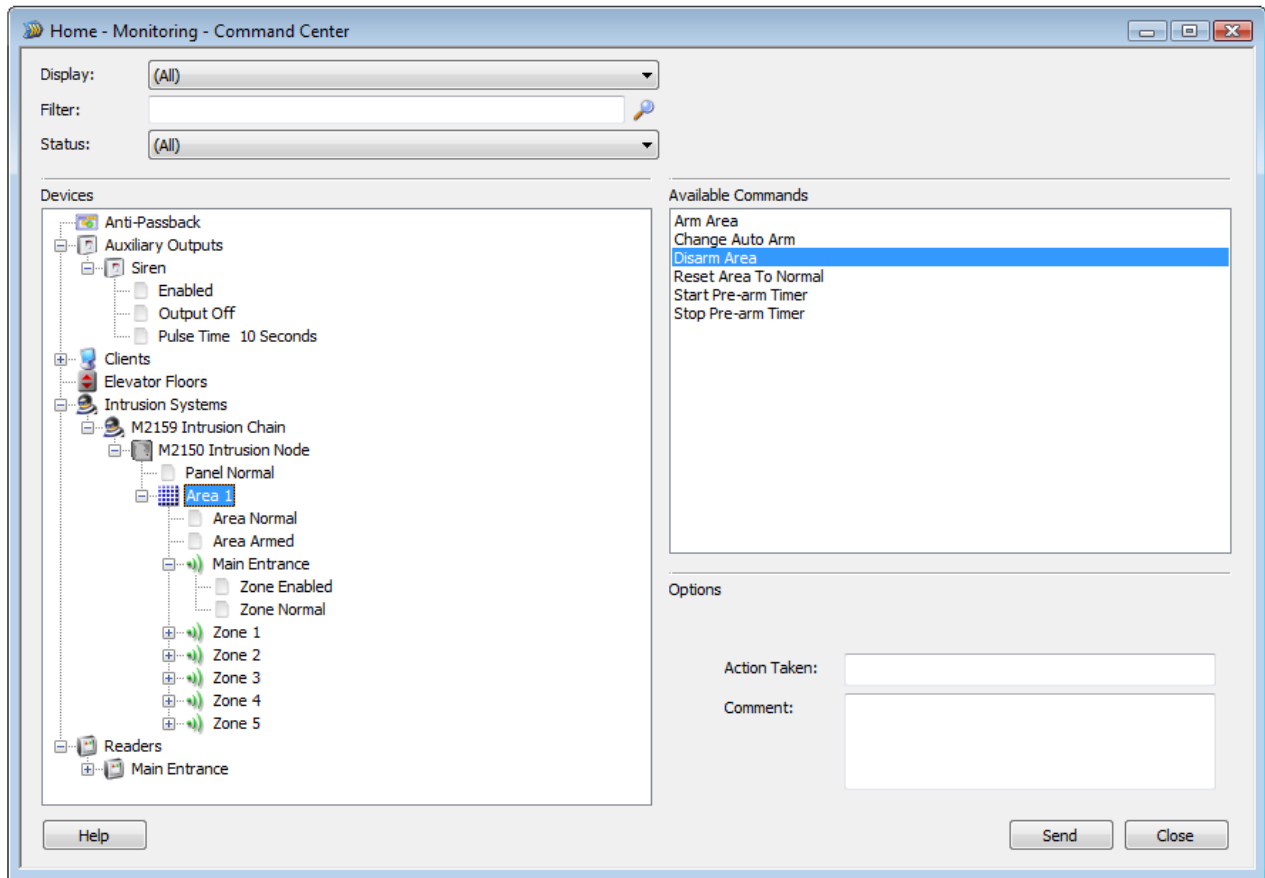 Home - Monitoring - Command Center
Display: (All)
Filter:
Status: (All)
Devices
Anti-Passback
Auxiliary Outputs
Siren
Enabled
Output Off
Pulse Time 10 Seconds
Clients
Elevator Floors
Intrusion Systems
M2159 Intrusion Chain
M2150 Intrusion Node
Panel Normal
Area 1
Area Normal
Area Armed
Main Entrance
Zone Enabled
Zone Normal
Zone 1
Zone 2
Zone 3
Zone 4
Zone 5
Readers
Main Entrance
Available Commands
Arm Area
Change Auto Arm
Disarm Area
Reset Area To Normal
Start Pre-arm Timer
Stop Pre-arm Timer
Options
Action Taken:
Comment:
Help
Send
Close